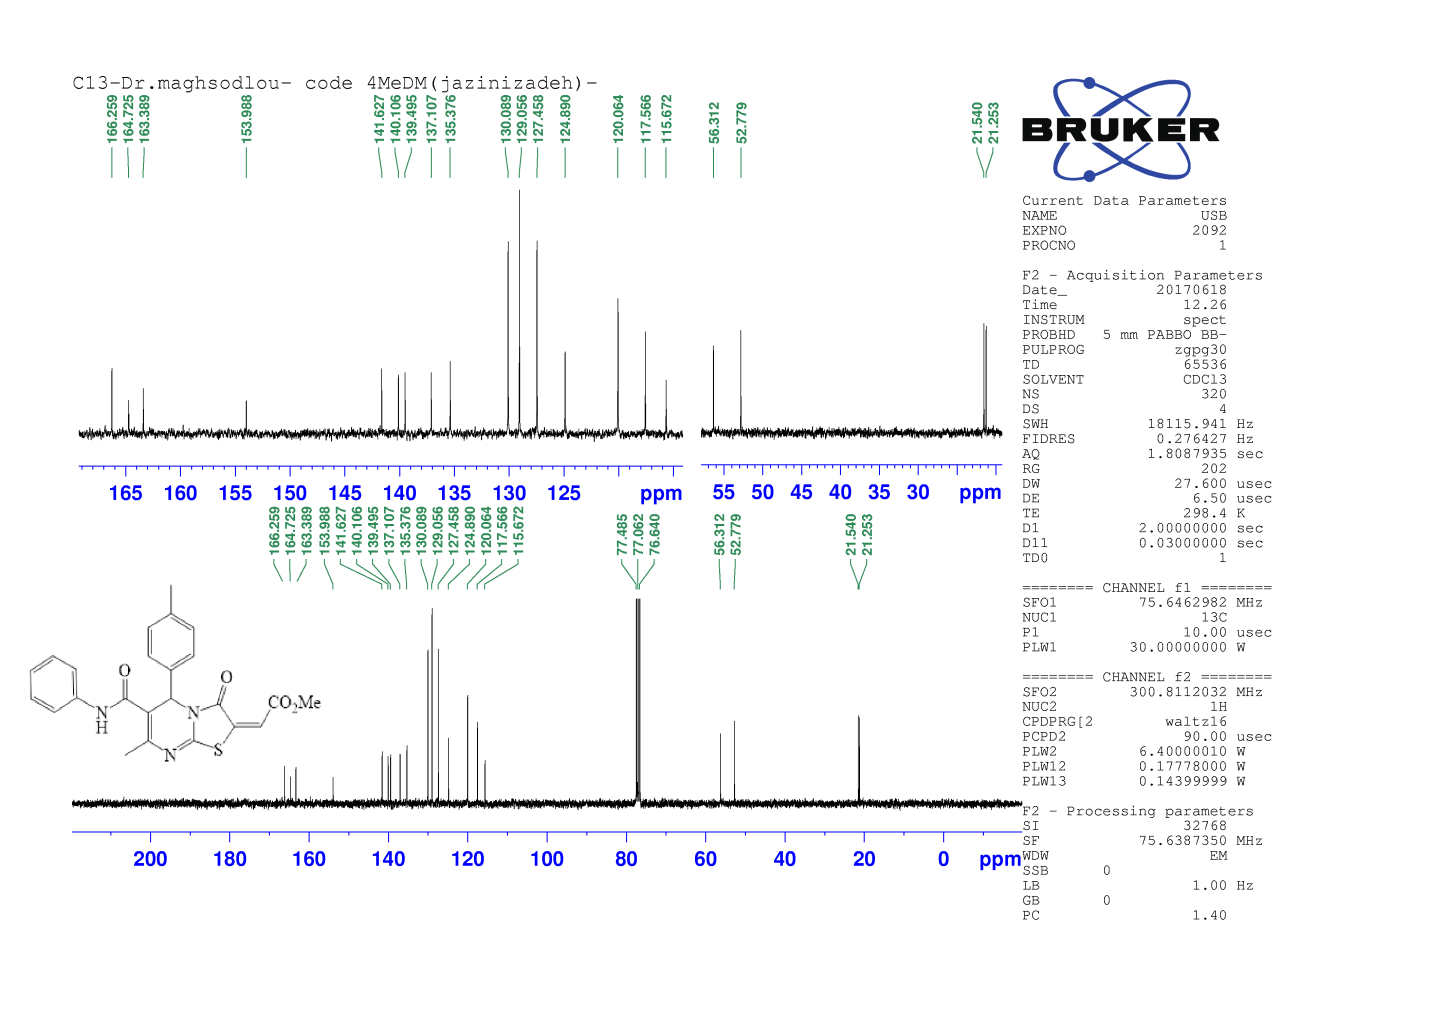 C13-Dr.maghsodlou- code 4MeDM(jazinizadeh)-
166.259
164.725
163.389
153.988
141.627
140.106
139.495
137.107
135.376
130.089
129.056
127.458
124.890
120.064
117.566
115.672
56.312
52.779
21.540
21.253
165 160 155 150 145 140 135 130 125 ppm
55 50 45 40 35 30 ppm
166.259
164.725
163.389
153.988
141.627
140.106
139.495
137.107
135.376
130.089
129.056
127.458
124.890
120.064
117.566
115.672
77.485
77.062
76.640
56.312
52.779
21.540
21.253
O
O
N
H
N
CO2Me
N
S
200 180 160 140 120 100 80 60 40 20 0 ppm
BRUKER
Current Data Parameters
NAME USB
EXPNO 2092
PROCNO 1
F2 - Acquisition Parameters
Date_ 20170618
Time 12.26
INSTRUM spect
PROBHD 5 mm PABBO BB-
PULPROG zgpg30
TD 65536
SOLVENT CDCl3
NS 320
DS 4
SWH 18115.941 Hz
FIDRES 0.276427 Hz
AQ 1.8087935 sec
RG 202
DW 27.600 usec
DE 6.50 usec
TE 298.4 K
D1 2.00000000 sec
D11 0.03000000 sec
TD0 1
======== CHANNEL f1 ========
SFO1 75.6462982 MHz
NUC1 13C
P1 10.00 usec
PLW1 30.00000000 W
======== CHANNEL f2 ========
SFO2 300.8112032 MHz
NUC2 1H
CPDPRG[2 waltz16
PCPD2 90.00 usec
PLW2 6.40000010 W
PLW12 0.17778000 W
PLW13 0.14399999 W
F2 - Processing parameters
SI 32768
SF 75.6387350 MHz
WDW EM
SSB 0
LB 1.00 Hz
GB 0
PC 1.40